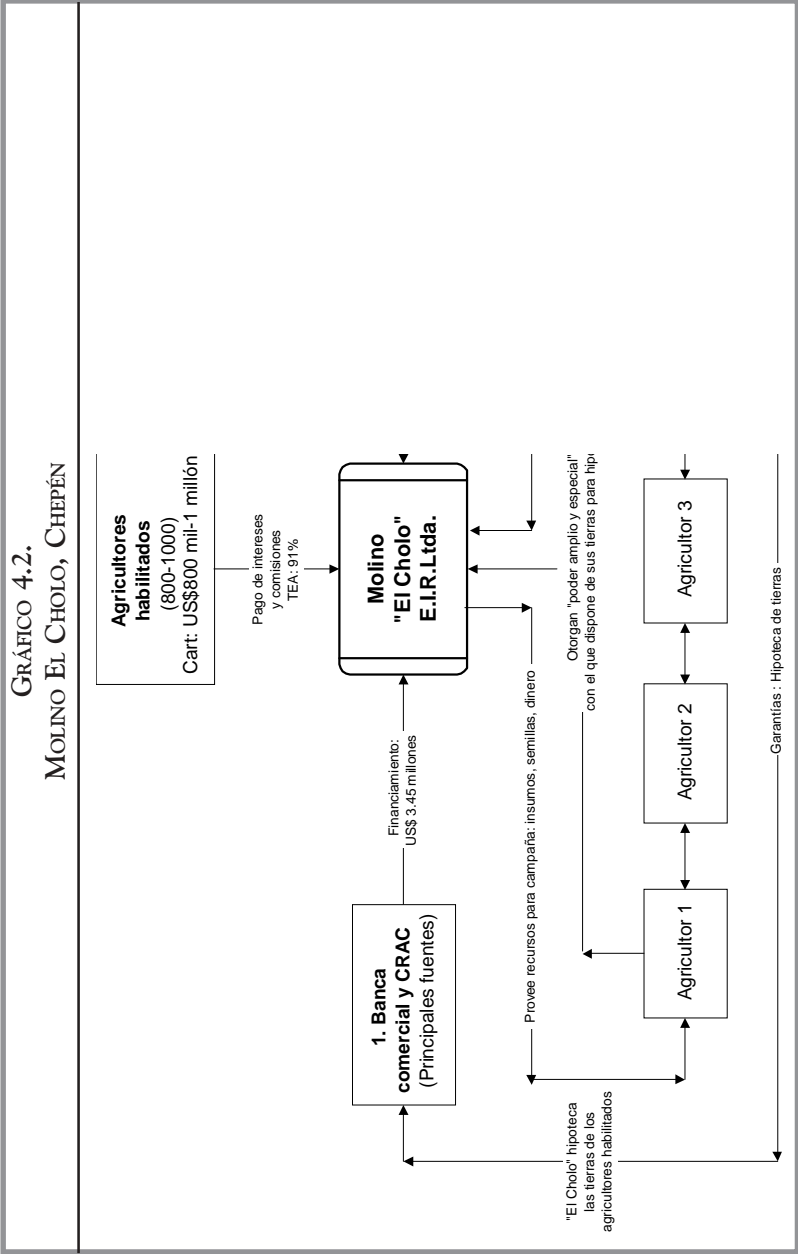 GRÁFICO 4.2.
MOLINO EL CHOLO, CHEPÉN
Agricultores
habilitados
(800-1000)
Cart: US$800 mil-1 millón
Pago de intereses
y comisiones
TEA: 91%
1. Banca
comercial y CRAC
(Principales fuentes)
Financiamiento:
US$ 3.45 millones
Molino
"El Cholo"
E.I.R.Ltda.
Provee recursos para campaña: insumos, semillas, dinero
Otorgan "poder amplio y especial"
con el que dispone de sus tierras para
"El Cholo" hipoteca
las tierras de los
agricultores habilitados
Agricultor 1
Agricultor 2
Agricultor 3
Garantías : Hipoteca de tierras